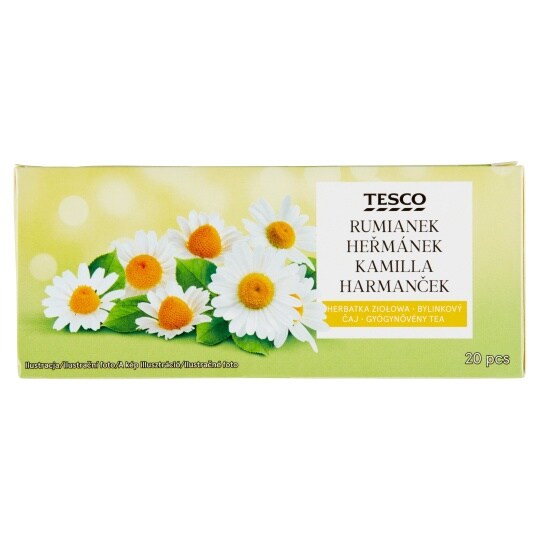 TESCO
RUMIANEK
HEŘMÁNEK
KAMILLA
HARMANČEK
HERBATKA ZIOŁOWA - BYLINKOVÝ
ČAJ - GYÓGYNÖVÉNY TEA
20 pcs
Ilustracja/Ilustrační foto/A kép illusztráció/Ilustračné foto